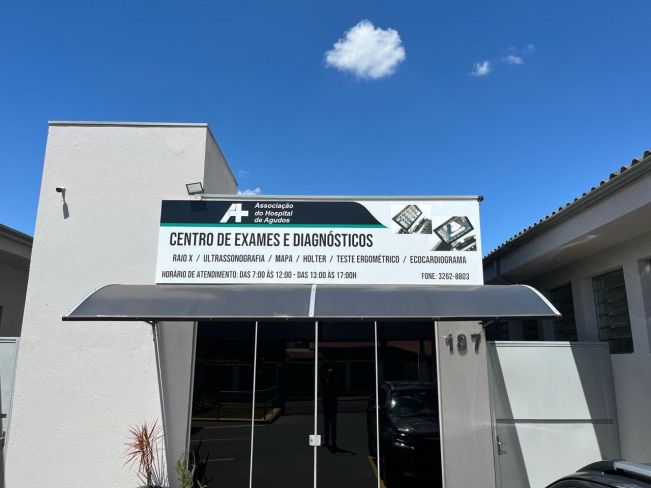 A+
Associação
do Hospital
de Agudos
CENTRO DE EXAMES E DIAGNÓSTICOS
RAIO X / ULTRASSONOGRAFIA / MAPA / HOLTER / TESTE ERGOMÉTRICO / ECOCARDIOGRAMA
HORÁRIO DE ATENDIMENTO: DAS 7:00 ÀS 12:00 - DAS 13:00 ÀS 17:00H
FONE: 3262-8803
187